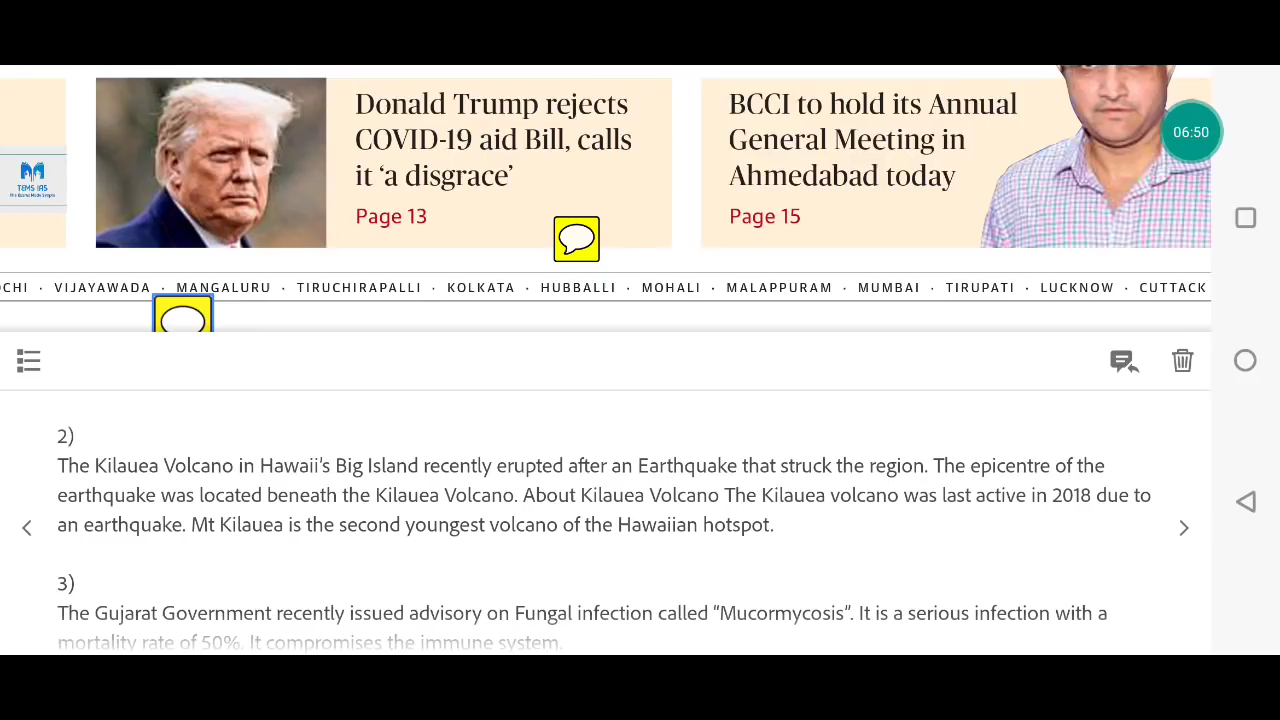 Donald Trump rejects
COVID-19 aid Bill, calls
it ‘a disgrace’
Page 13
BCCI to hold its Annual
General Meeting in
Ahmedabad today
Page 15
06:50
TEMS IAS
OCHI · VIJAYAWADA · MANGALURU · TIRUCHIRAPALLI · KOLKATA · HUBBALLI · MOHALI · MALAPPURAM · MUMBAI · TIRUPATI · LUCKNOW · CUTTACK
2)
The Kilauea Volcano in Hawaii’s Big Island recently erupted after an Earthquake that struck the region. The epicentre of the
earthquake was located beneath the Kilauea Volcano. About Kilauea Volcano The Kilauea volcano was last active in 2018 due to
an earthquake. Mt Kilauea is the second youngest volcano of the Hawaiian hotspot.
3)
The Gujarat Government recently issued advisory on Fungal infection called “Mucormycosis”. It is a serious infection with a
mortality rate of 50%. It compromises the immune system.